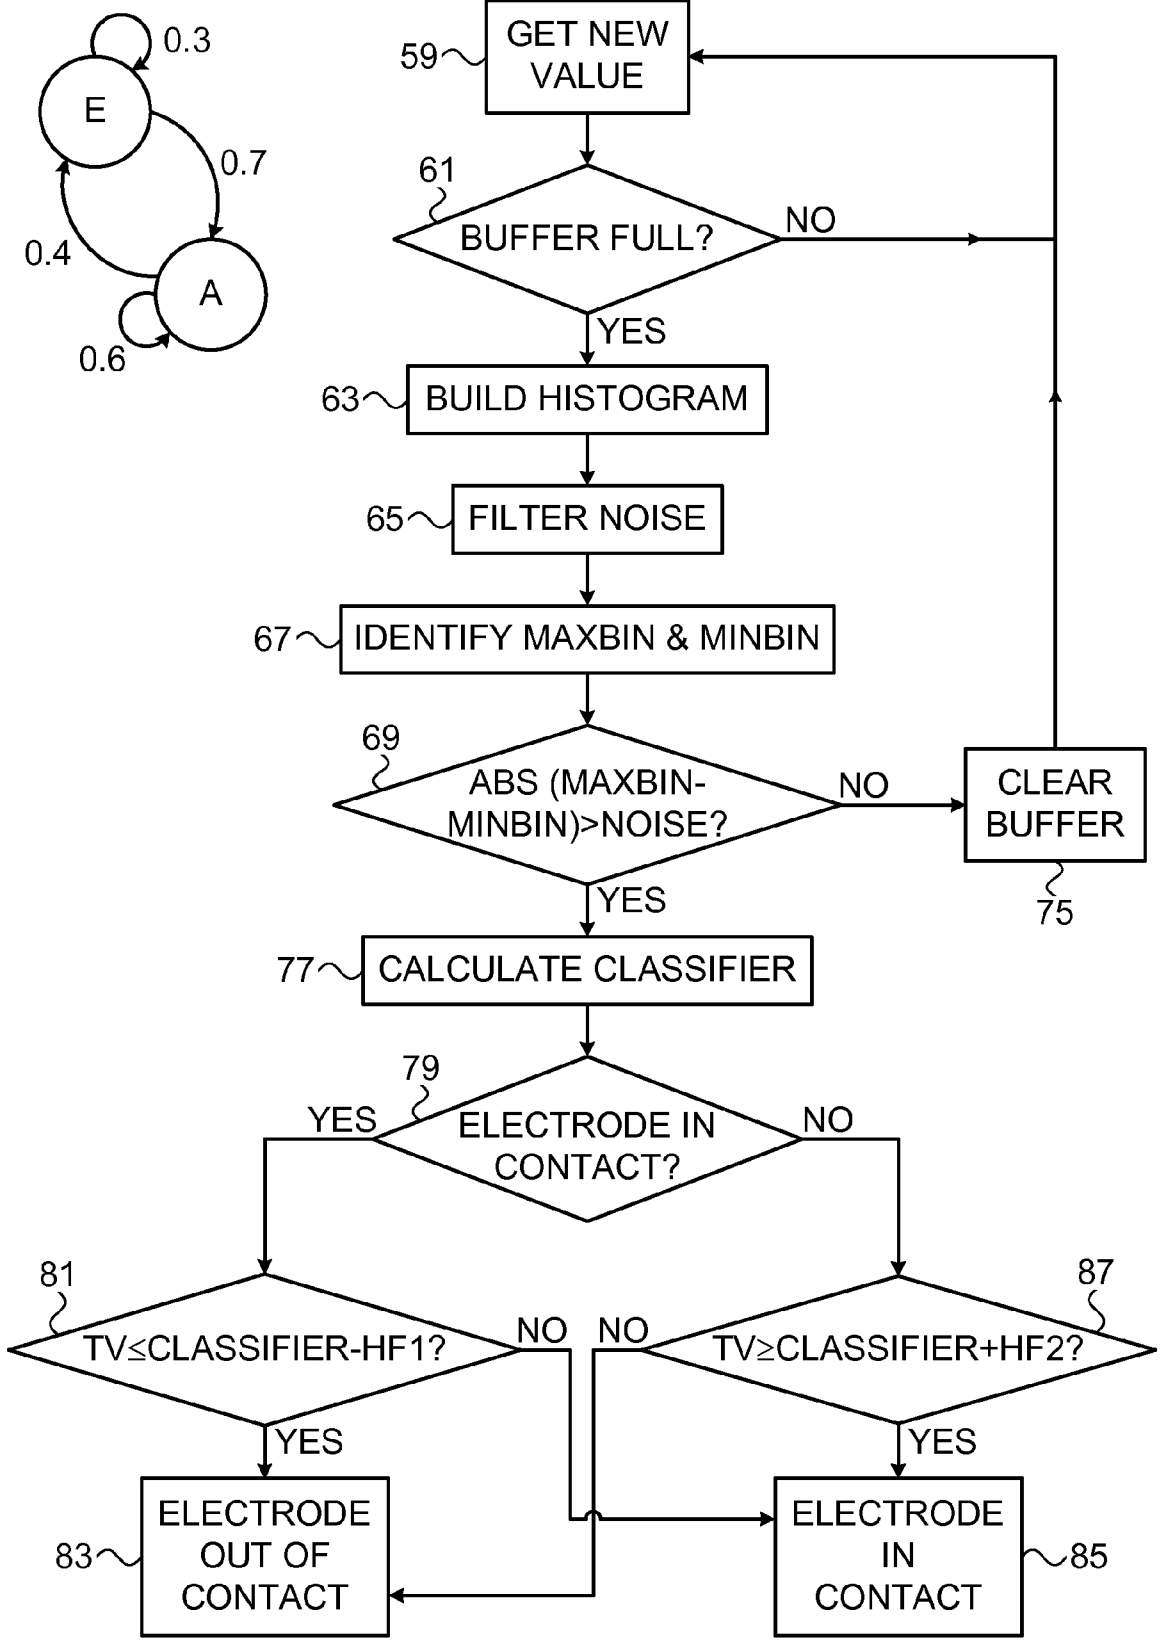 0.3
E
0.7
0.4
A
0.6
59
GET NEW
VALUE
61
BUFFER FULL?
NO
YES
63
BUILD HISTOGRAM
65
FILTER NOISE
67
IDENTIFY MAXBIN & MINBIN
69
ABS (MAXBIN-
MINBIN)>NOISE?
NO
CLEAR
BUFFER
75
YES
77
CALCULATE CLASSIFIER
79
YES
ELECTRODE IN
CONTACT?
NO
81
TV≤CLASSIFIER-HF1?
NO
NO
87
TV≥CLASSIFIER+HF2?
YES
YES
83
ELECTRODE
OUT OF
CONTACT
ELECTRODE
IN
CONTACT
85